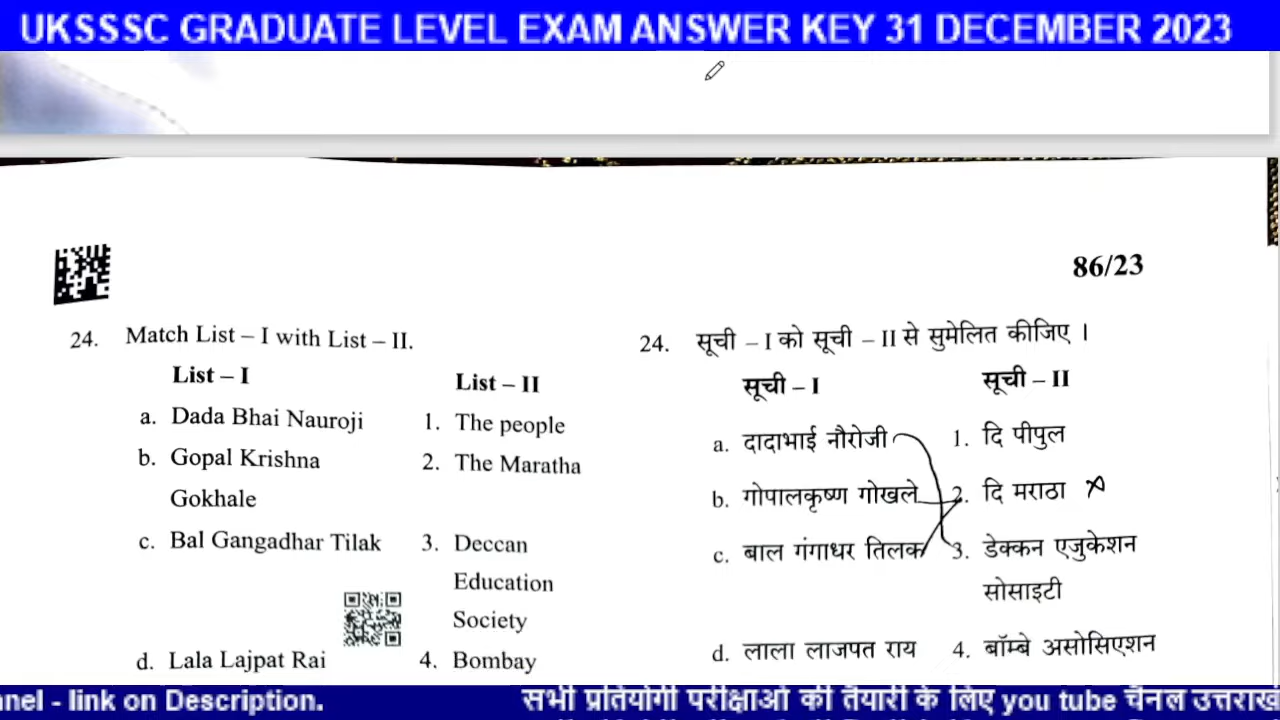 UKSSSC GRADUATE LEVEL EXAM ANSWER KEY 31 DECEMBER 2023
86/23
24. Match List – I with List – II.
List – I List – II
a. Dada Bhai Nauroji 1. The people
b. Gopal Krishna 2. The Maratha
Gokhale
c. Bal Gangadhar Tilak 3. Deccan
Education
Society
d. Lala Lajpat Rai 4. Bombay
24. सूची – I को सूची – II से सुमेलित कीजिए ।
सूची – I सूची – II
a. दादाभाई नौरोजी 1. दि पीपुल
b. गोपालकृष्ण गोखले 2. दि मराठा
c. बाल गंगाधर तिलक 3. डेक्कन एजुकेशन
सोसाइटी
d. लाला लाजपत राय 4. बॉम्बे असोसिएशन
nel - link on Description. सभी प्रतियोगी परीक्षाओं की तैयारी के लिए you tube चैनल उत्तराख